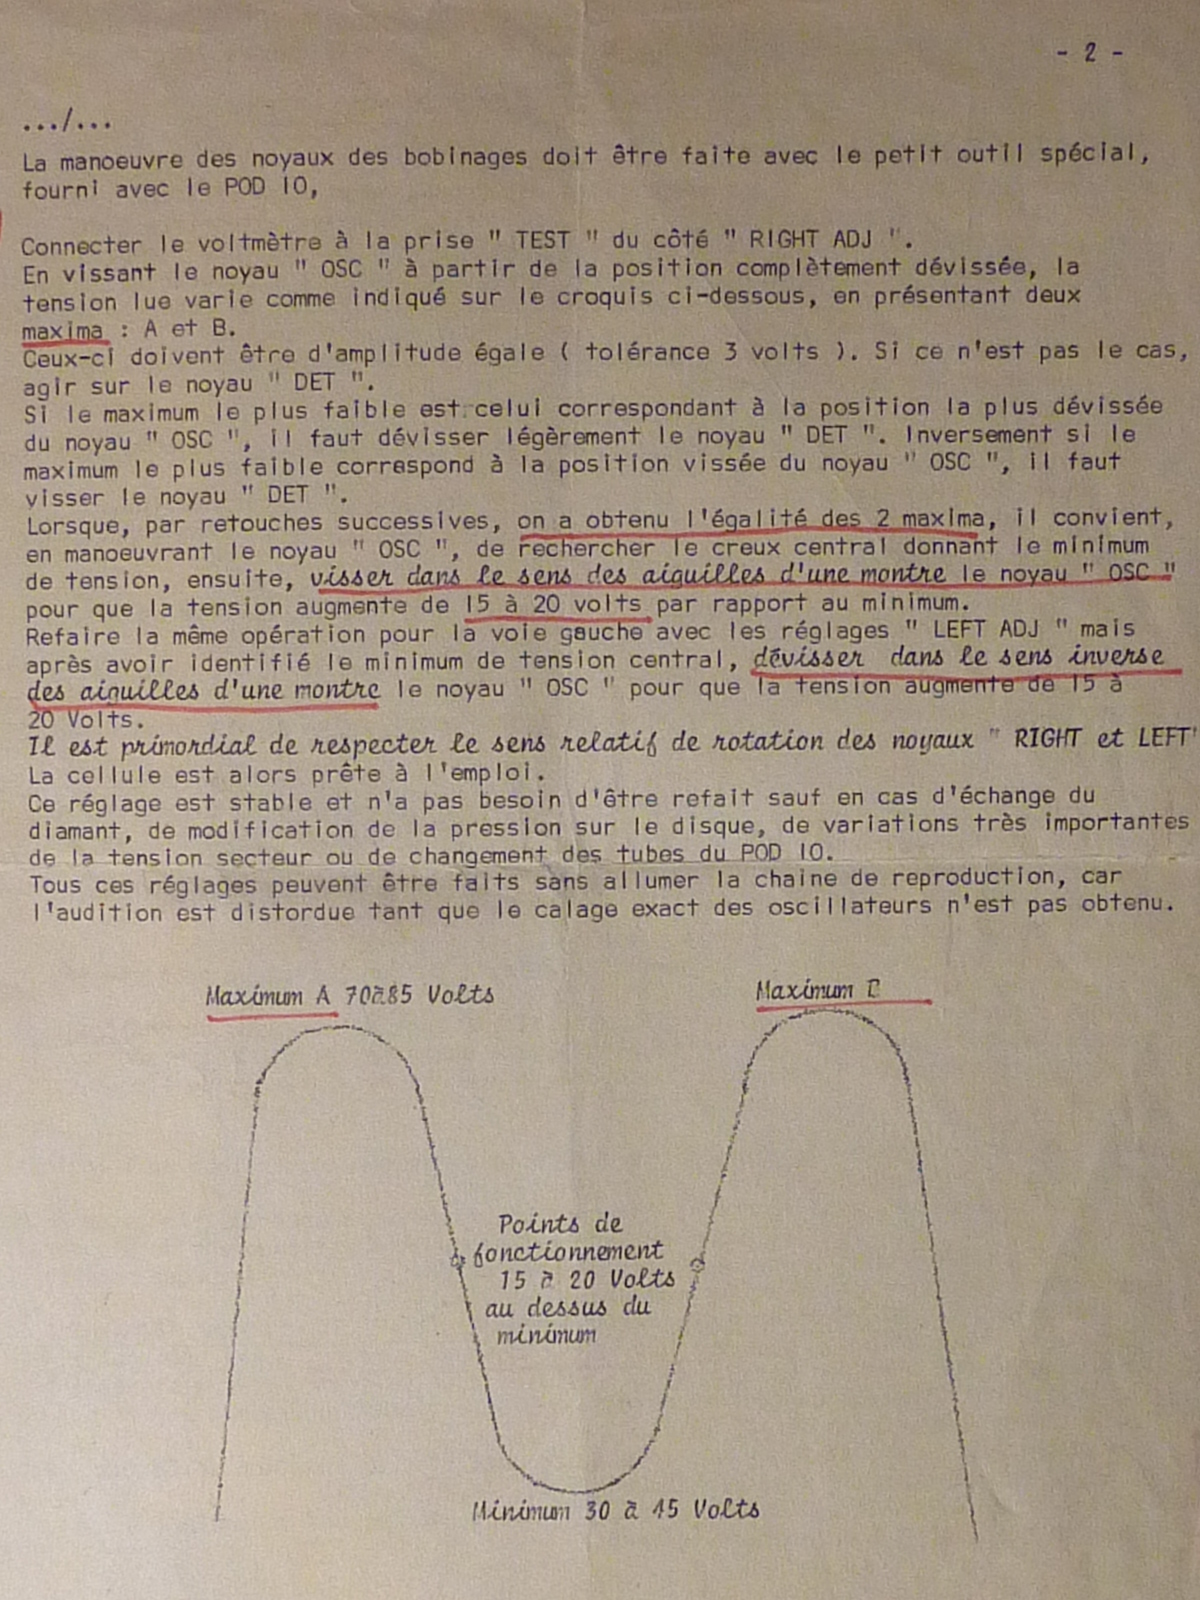 - 2 -
.../...
La manoeuvre des noyaux des bobinages doit être faite avec le petit outil spécial,
fourni avec le POD 10,
Connecter le voltmètre à la prise " TEST " du côté " RIGHT ADJ ".
En vissant le noyau " OSC " à partir de la position complètement dévissée, la
tension lue varie comme indiqué sur le croquis ci-dessous, en présentant deux
maxima : A et B.
Ceux-ci doivent être d'amplitude égale ( tolérance 3 volts ). Si ce n'est pas le cas,
agir sur le noyau " DET ".
Si le maximum le plus faible est celui correspondant à la position la plus dévissée
du noyau " OSC ", il faut dévisser légèrement le noyau " DET ". Inversement si le
maximum le plus faible correspond à la position vissée du noyau " OSC ", il faut
visser le noyau " DET ".
Lorsque, par retouches successives, on a obtenu l'égalité des 2 maxima, il convient,
en manoeuvrant le noyau " OSC ", de rechercher le creux central donnant le minimum
de tension, ensuite, visser dans le sens des aiguilles d'une montre le noyau " OSC "
pour que la tension augmente de 15 à 20 volts par rapport au minimum.
Refaire la même opération pour la voie gauche avec les réglages " LEFT ADJ " mais
après avoir identifié le minimum de tension central, dévisser dans le sens inverse
des aiguilles d'une montre le noyau " OSC " pour que la tension augmente de 15 à
20 Volts.
Il est primordial de respecter le sens relatif de rotation des noyaux " RIGHT et LEFT"
La cellule est alors prête à l'emploi.
Ce réglage est stable et n'a pas besoin d'être refait sauf en cas d'échange du
diamant, de modification de la pression sur le disque, de variations très importantes
de la tension secteur ou de changement des tubes du POD 10.
Tous ces réglages peuvent être faits sans allumer la chaine de reproduction, car
l'audition est distordue tant que le calage exact des oscillateurs n'est pas obtenu.
Maximum A 70à85 Volts
Maximum B
Points de
fonctionnement
15 à 20 Volts
au dessus du
minimum
Minimum 30 à 45 Volts